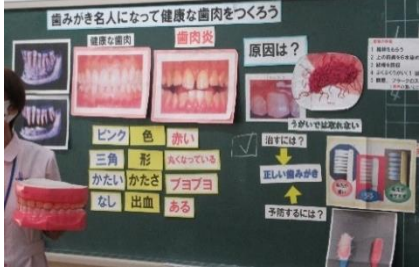 歯みがき名人になって健康な歯肉をつくろう
健康な歯肉
歯肉炎
原因は?
うがいでは取れない
ピンク 色 赤い
三角 形 丸くなっている
かたい かたさ ブヨブヨ
なし 出血 ある
治すには?
正しい歯みがき
予防するには?